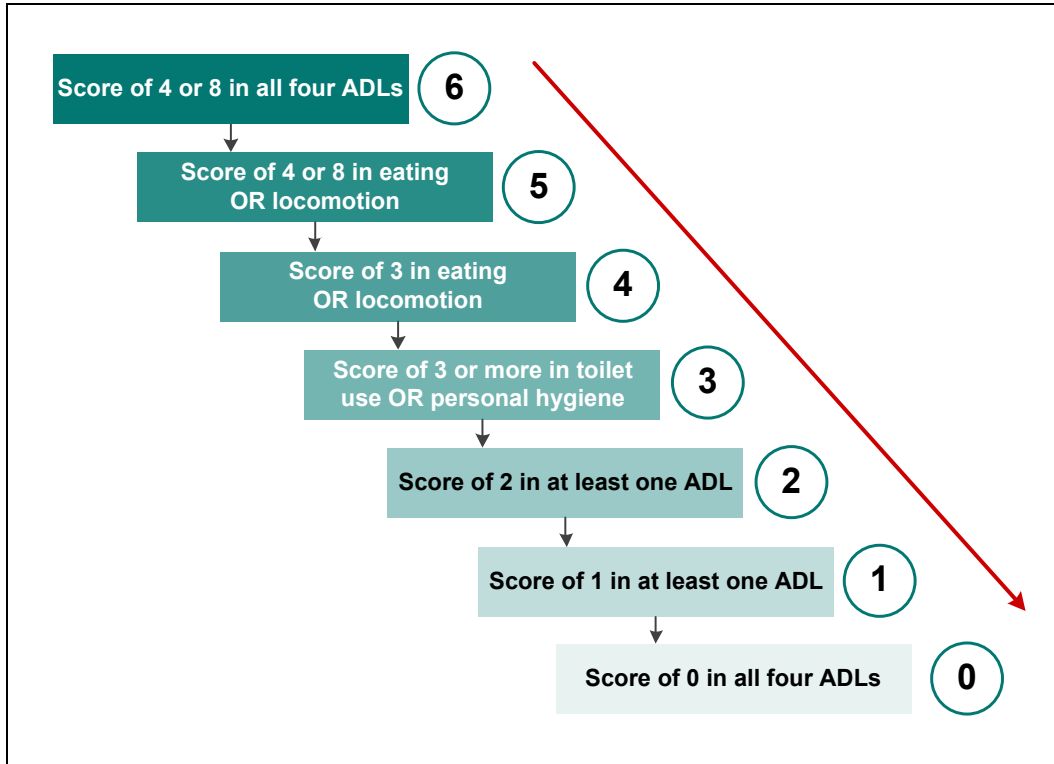 Score of 4 or 8 in all four ADLs
6
Score of 4 or 8 in eating
OR locomotion
5
Score of 3 in eating
OR locomotion
4
Score of 3 or more in toilet
use OR personal hygiene
3
Score of 2 in at least one ADL
2
Score of 1 in at least one ADL
1
Score of 0 in all four ADLs
0